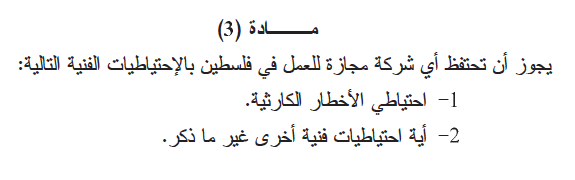 مــــــــادة (3)
يجوز أن تحتفظ أي شركة مجازة للعمل في فلسطين بالإحتياطيات الفنية التالية:
1- احتياطي الأخطار الكارثية.
2- أية احتياطيات فنية أخرى غير ما ذكر.